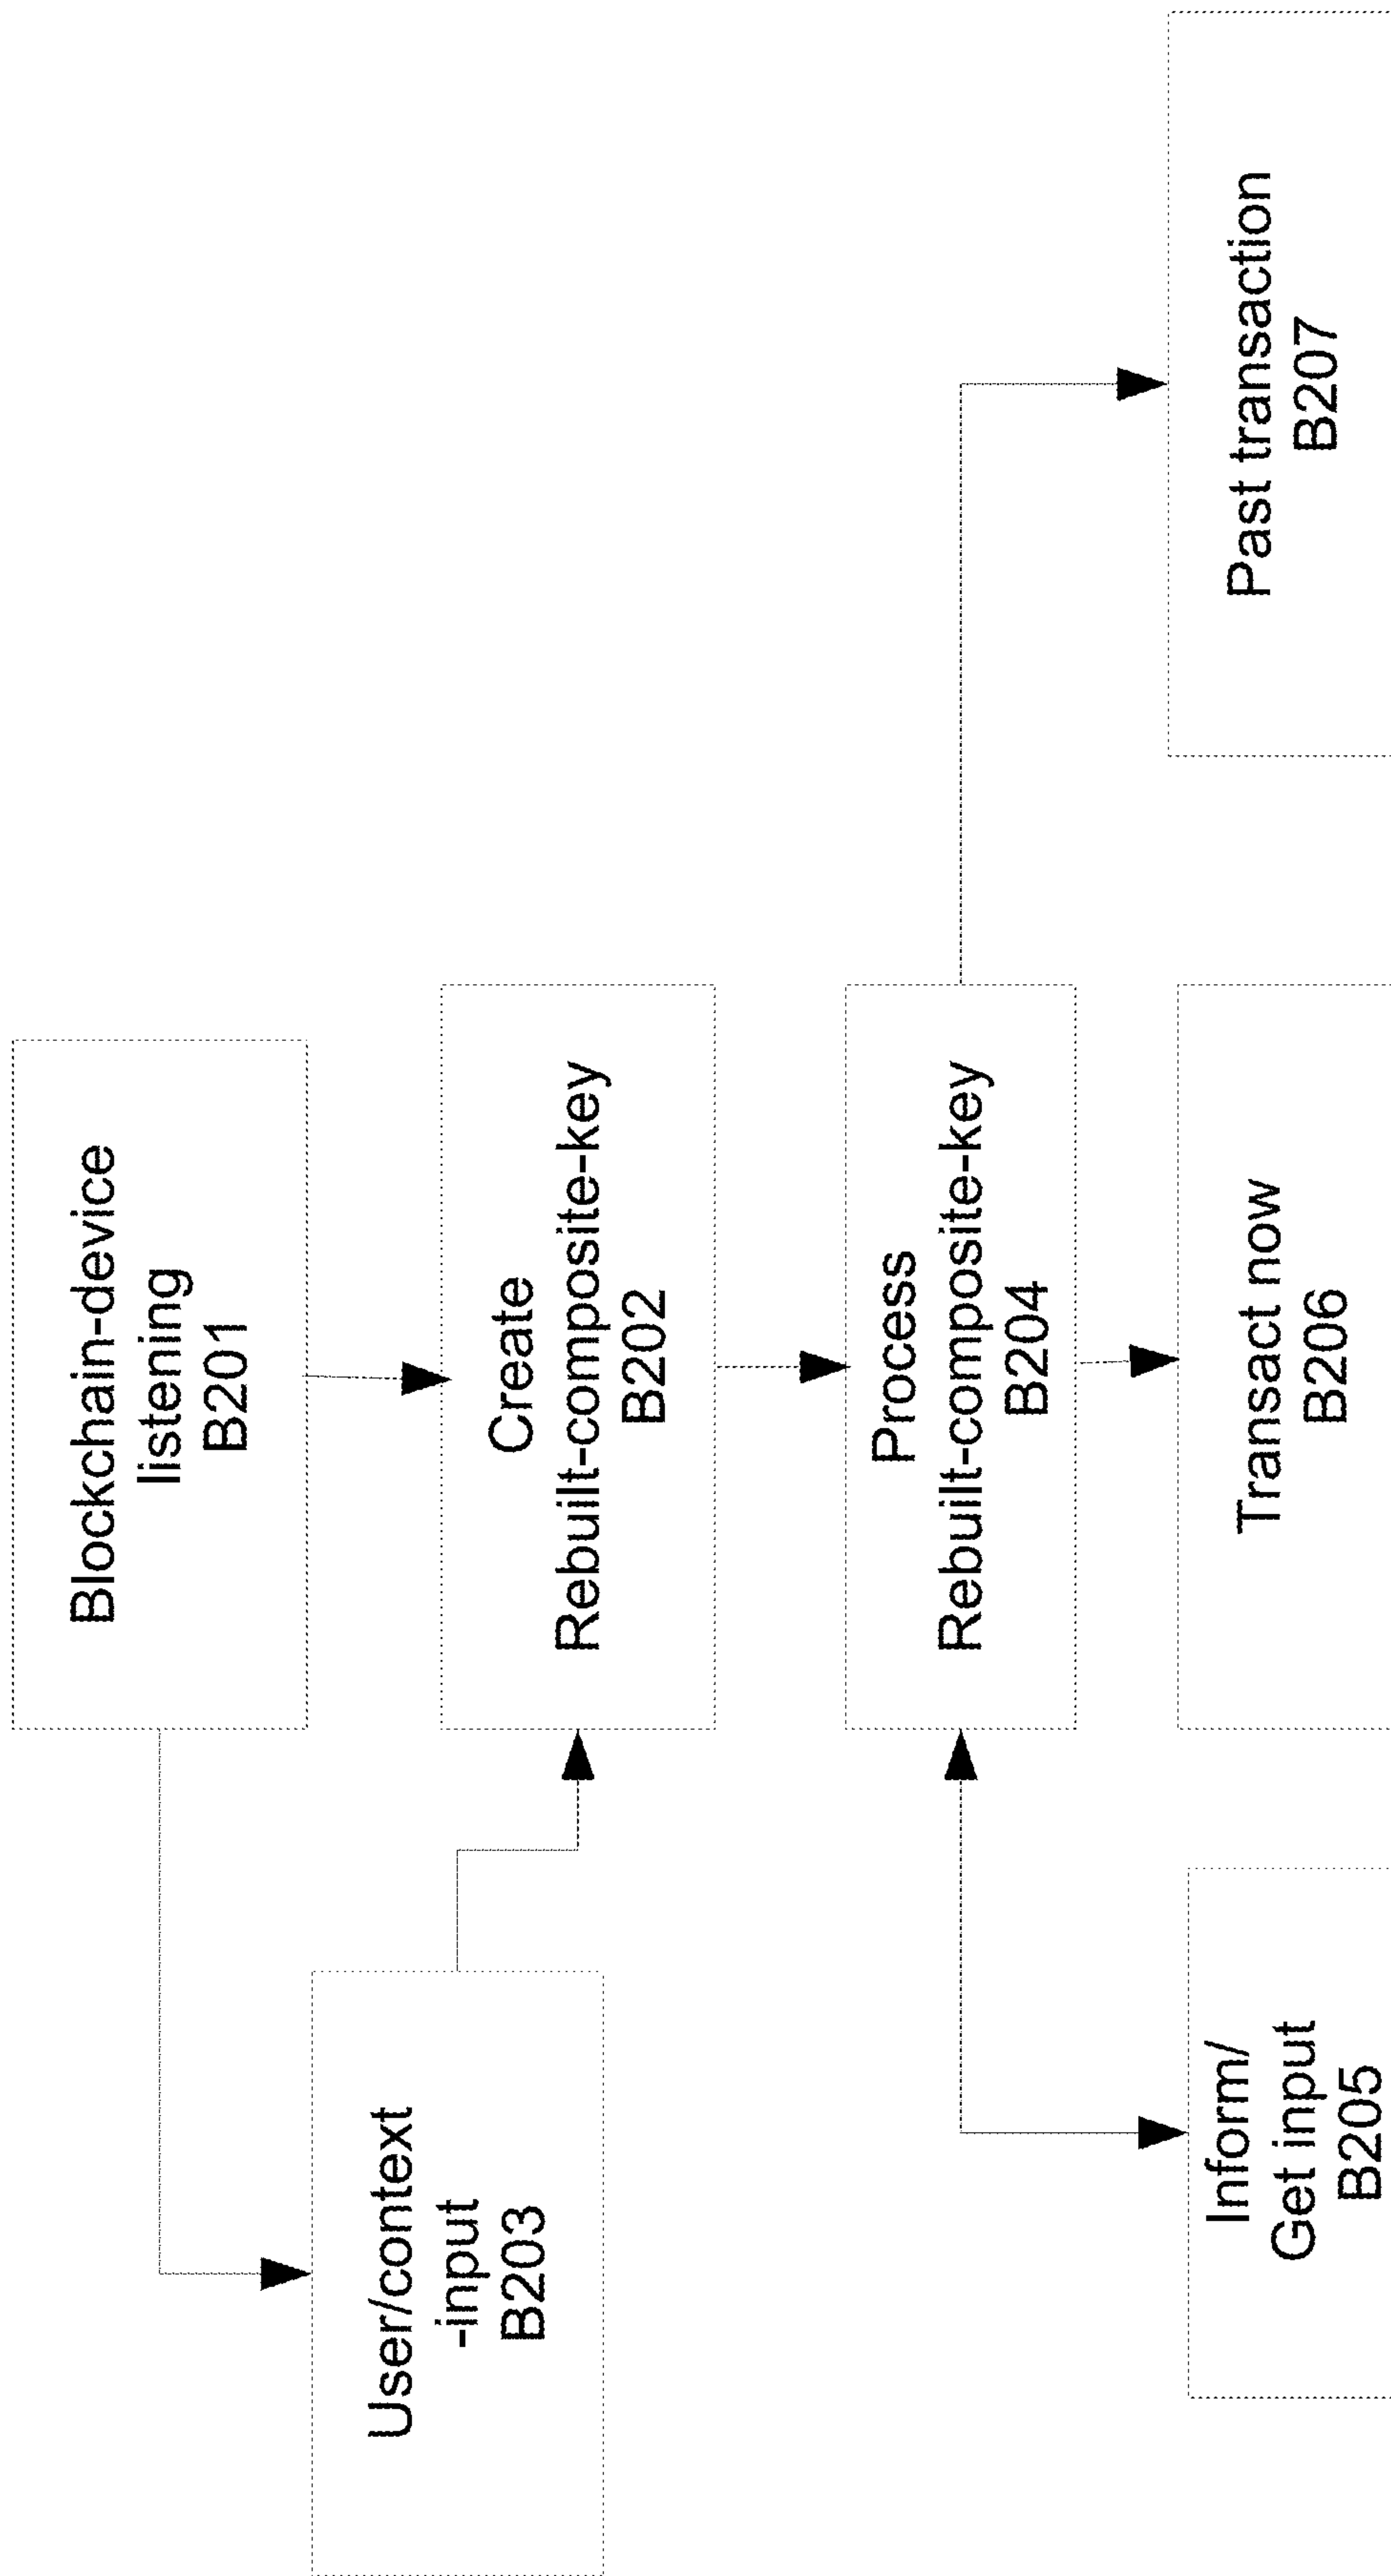 Blockchain-device
listening
B201
User/context
-input
B203
Create
Rebuilt-composite-key
B202
Process
Rebuilt-composite-key
B204
Inform/
Get input
B205
Transact now
B206
Past transaction
B207